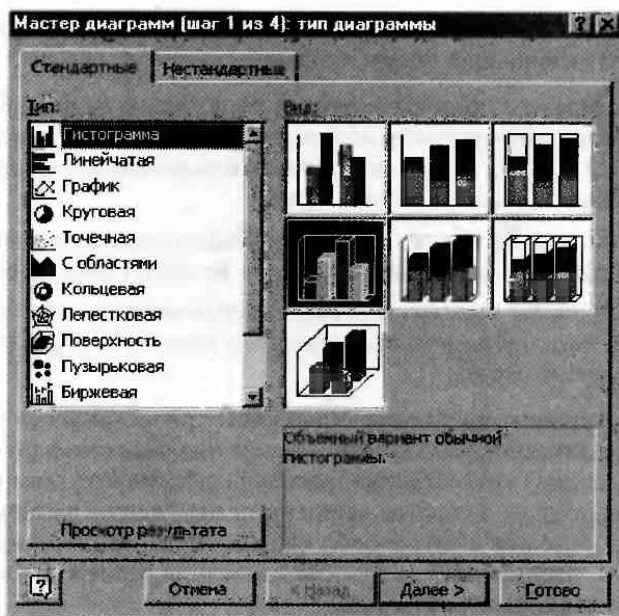 Мастер диаграмм (шаг 1 из 4): тип диаграммы
Стандартные Нестандартные
Тип:
Гистограмма
Линейчатая
График
Круговая
Точечная
С областями
Кольцевая
Лепестковая
Поверхность
Пузырьковая
Биржевая
Вид:
Объемный вариант обычной
гистограммы.
Просмотр результата
Отмена < Назад Далее > Готово